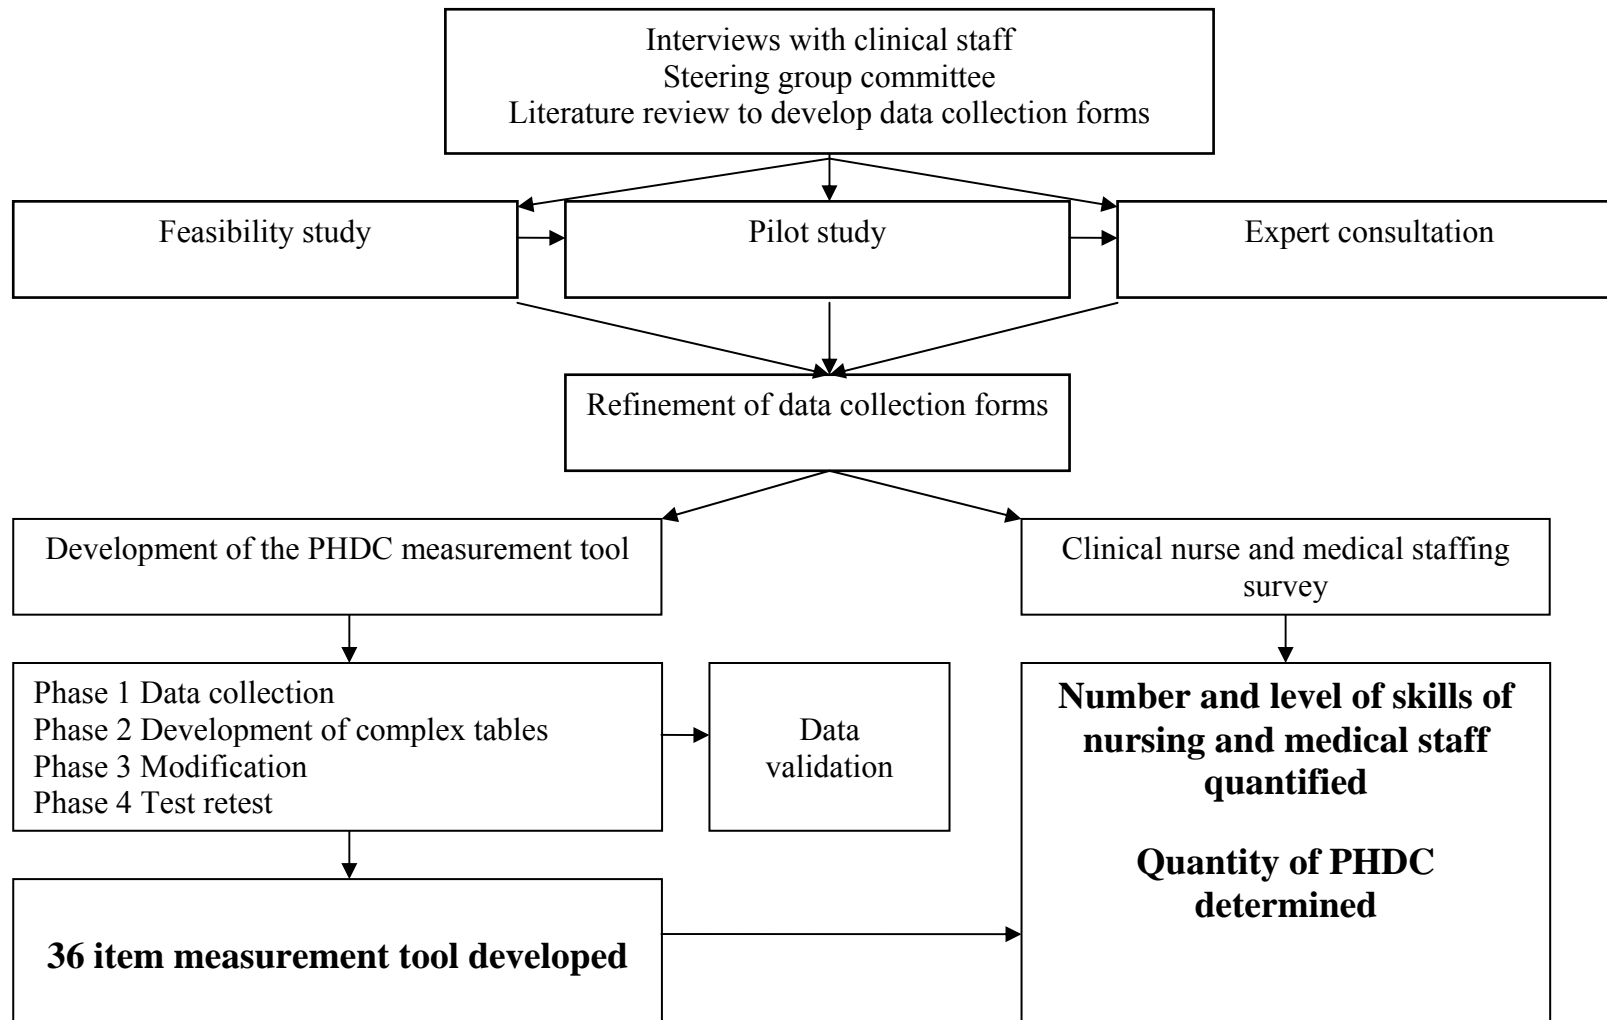 Interviews with clinical staff
Steering group committee
Literature review to develop data collection forms
Feasibility study
Pilot study
Expert consultation
Refinement of data collection forms
Development of the PHDC measurement tool
Clinical nurse and medical staffing
survey
Phase 1 Data collection
Phase 2 Development of complex tables
Phase 3 Modification
Phase 4 Test retest
Data
validation
Number and level of skills of
nursing and medical staff
quantified
Quantity of PHDC
determined
36 item measurement tool developed